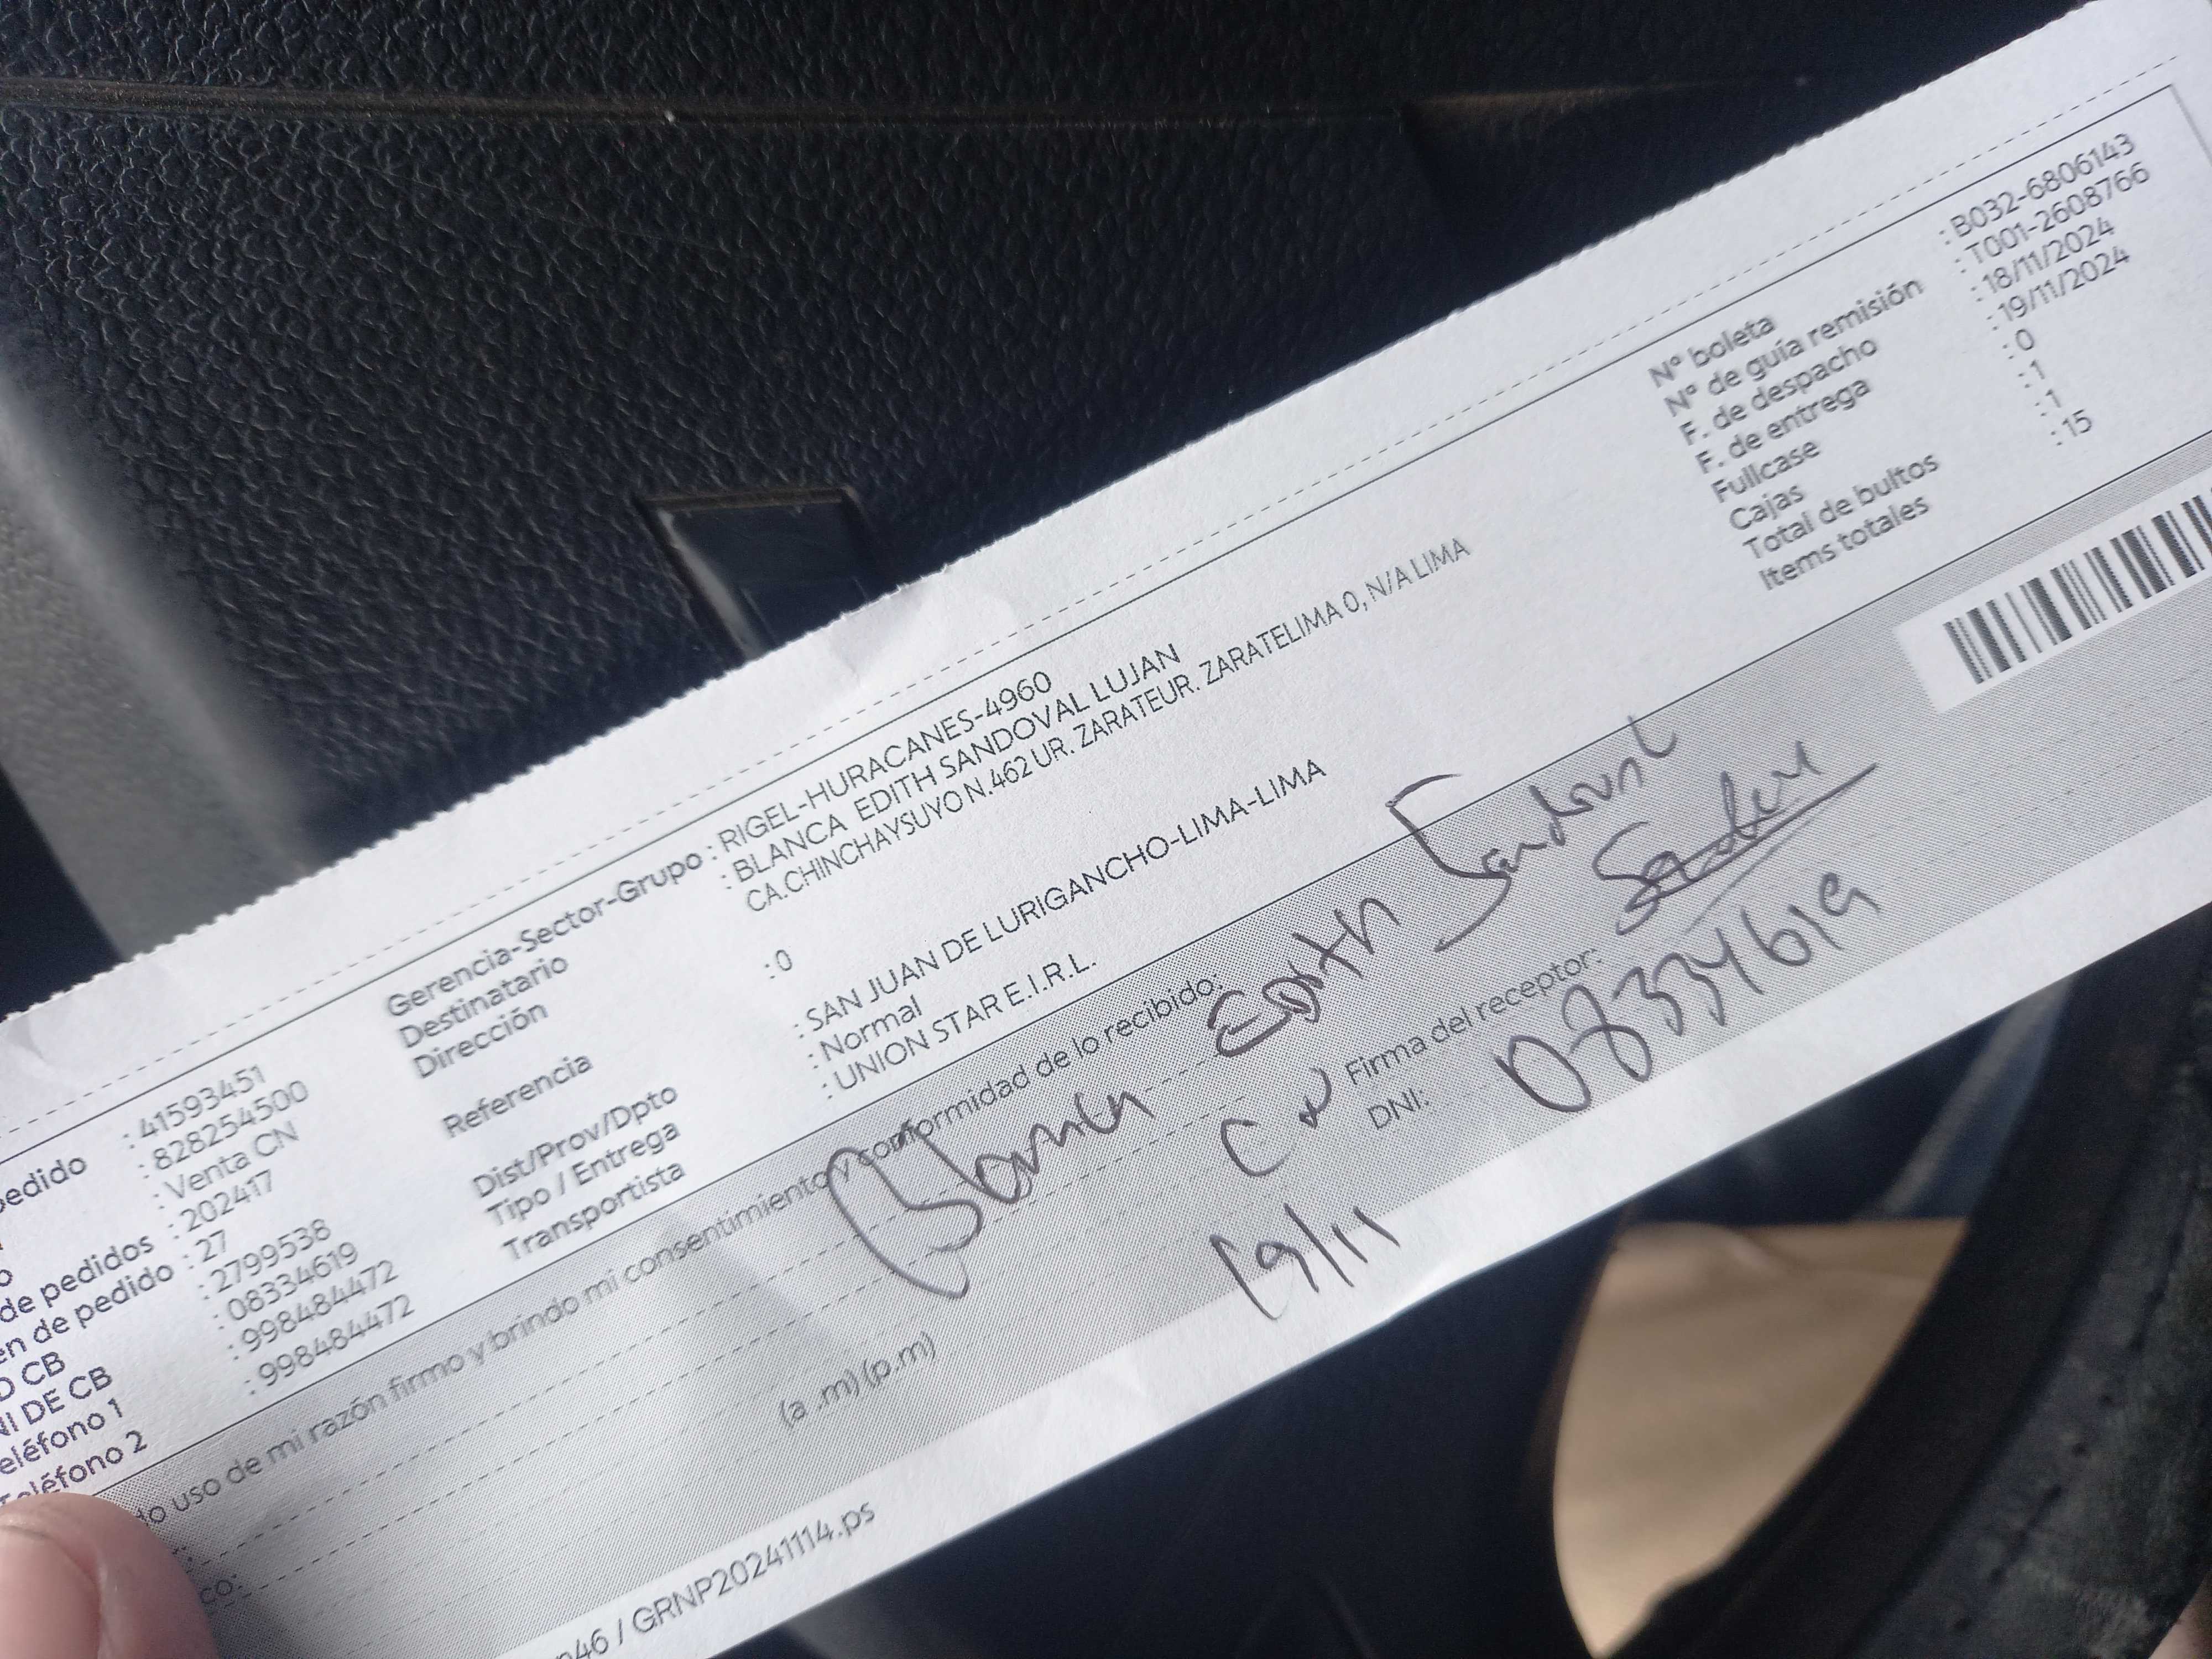 edido : 41593451
: 828254500
: Venta CN
de pedidos : 202417
en de pedido : 27
CB : 2799538
NI DE CB : 08334619
eléfono 1 : 998484472
Teléfono 2 : 998484472
Gerencia-Sector-Grupo : RIGEL-HURACANES-4960
Destinatario : BLANCA EDITH SANDOVAL LUJAN
Dirección CA.CHINCHAYSUYO N.462 UR. ZARATEUR. ZARATELIMA 0, N/A LIMA
Referencia : 0
Dist/Prov/Dpto : SAN JUAN DE LURIGANCHO-LIMA-LIMA
Tipo / Entrega : Normal
Transportista : UNION STAR E.I.R.L.
N° boleta : B032-6806143
N° de guía remisión : T001-2608766
F. de despacho : 18/11/2024
F. de entrega : 19/11/2024
Fullcase : 0
Cajas : 1
Total de bultos : 1
Items totales : 15
do uso de mi razón firmo y brindo mi consentimiento y conformidad de lo recibido:
Blanca Edith Sandoval
co:
(a .m) (p.m)
19/11
Firma del receptor:
DNI: 08334619
p46 / GRNP20241114.ps